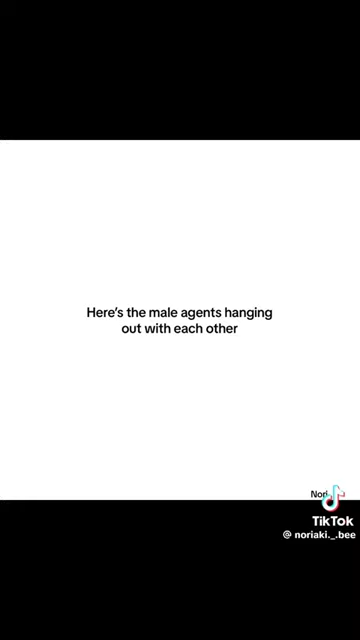 Here's the male agents hanging
out with each other
TikTok
@ noriaki._.bee